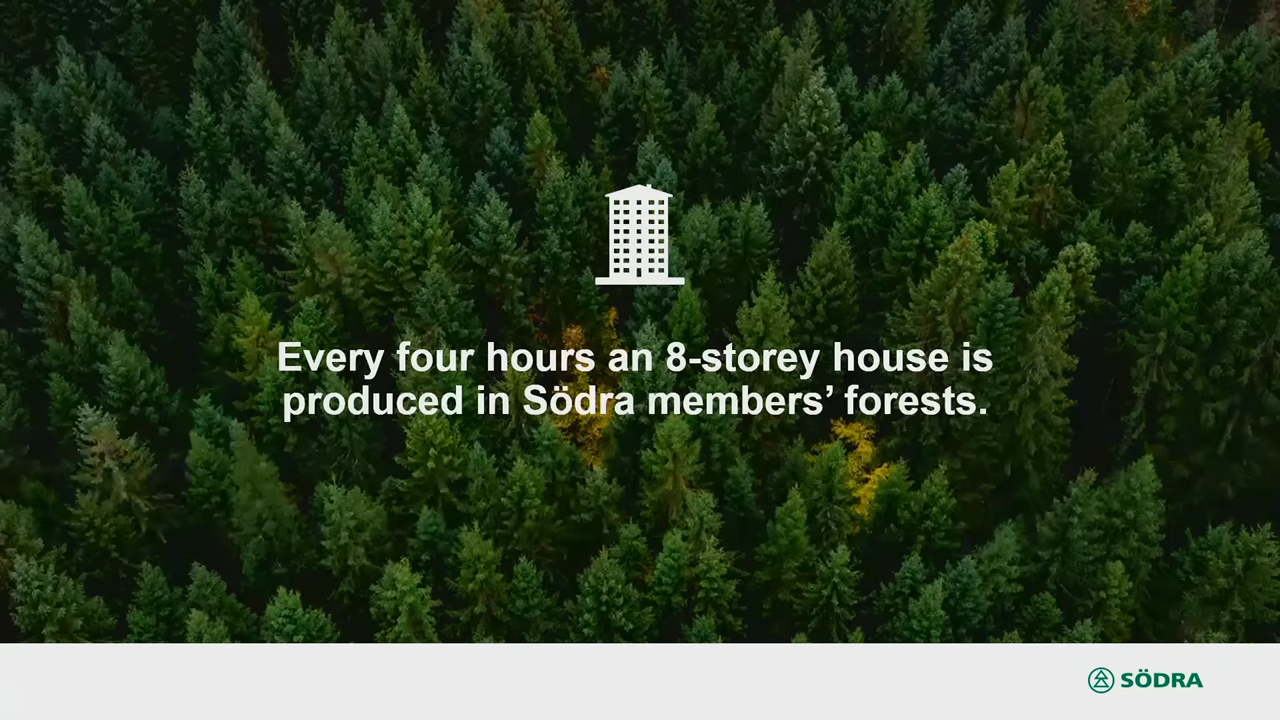 Every four hours an 8-storey house is
produced in Södra members’ forests.
SÖDRA